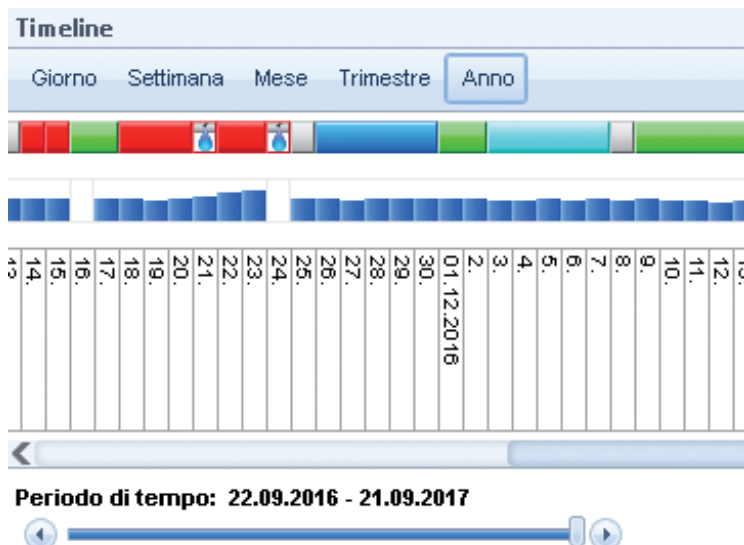 Timeline
Giorno Settimana Mese Trimestre Anno
14. 15. 16. 17. 18. 19. 20. 21. 22. 23. 24. 25. 26. 27. 28. 29. 30. 01.12.2016 2. 3. 4. 5. 6. 7. 8. 9. 10. 11. 12.
Periodo di tempo: 22.09.2016 - 21.09.2017